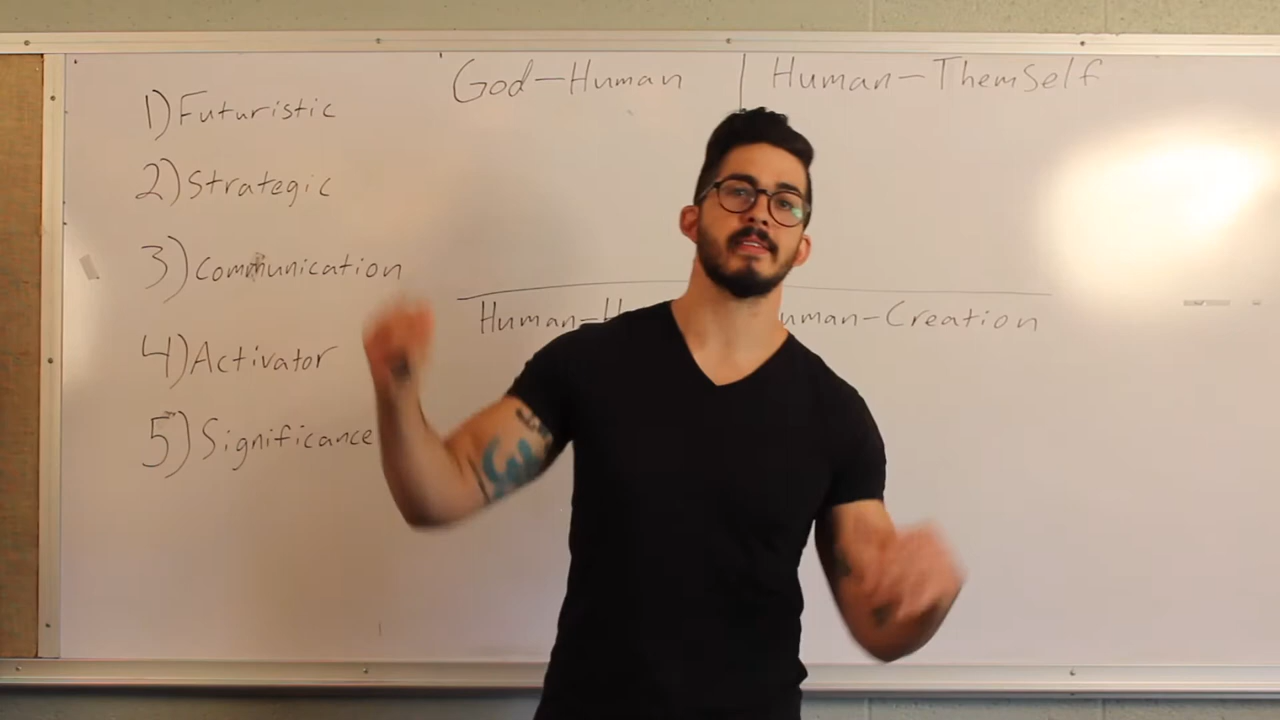 God-Human | Human-Themself
1) Futuristic
2) Strategic
3) Communication
Human-H
uman-Creation
4) Activator
5) Significance